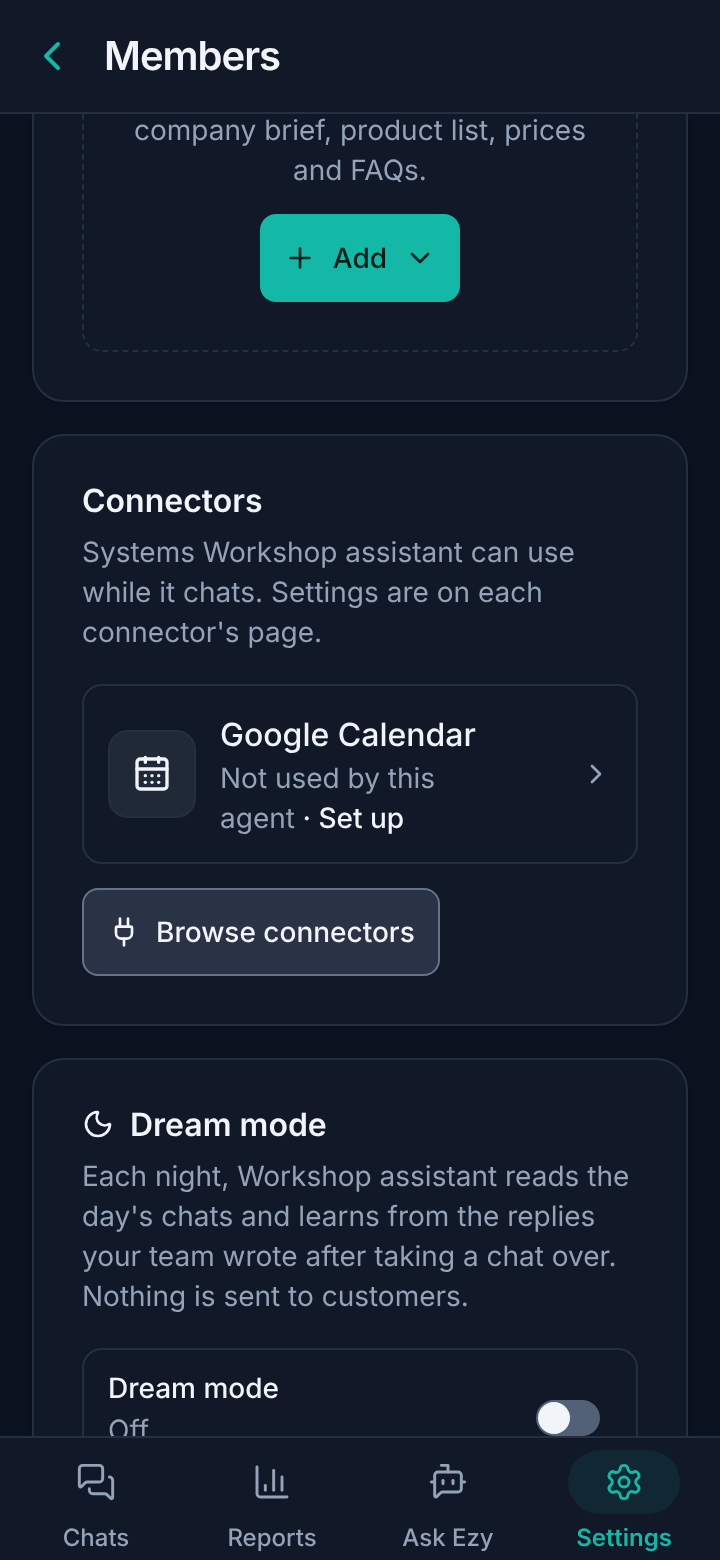 Members
company brief, product list, prices
and FAQs.
Add
Connectors
Systems Workshop assistant can use
while it chats. Settings are on each
connector's page.
Google Calendar
Not used by this
agent · Set up
Browse connectors
Dream mode
Each night, Workshop assistant reads the
day's chats and learns from the replies
your team wrote after taking a chat over.
Nothing is sent to customers.
Dream mode
Off
Chats
Reports
Ask Ezy
Settings